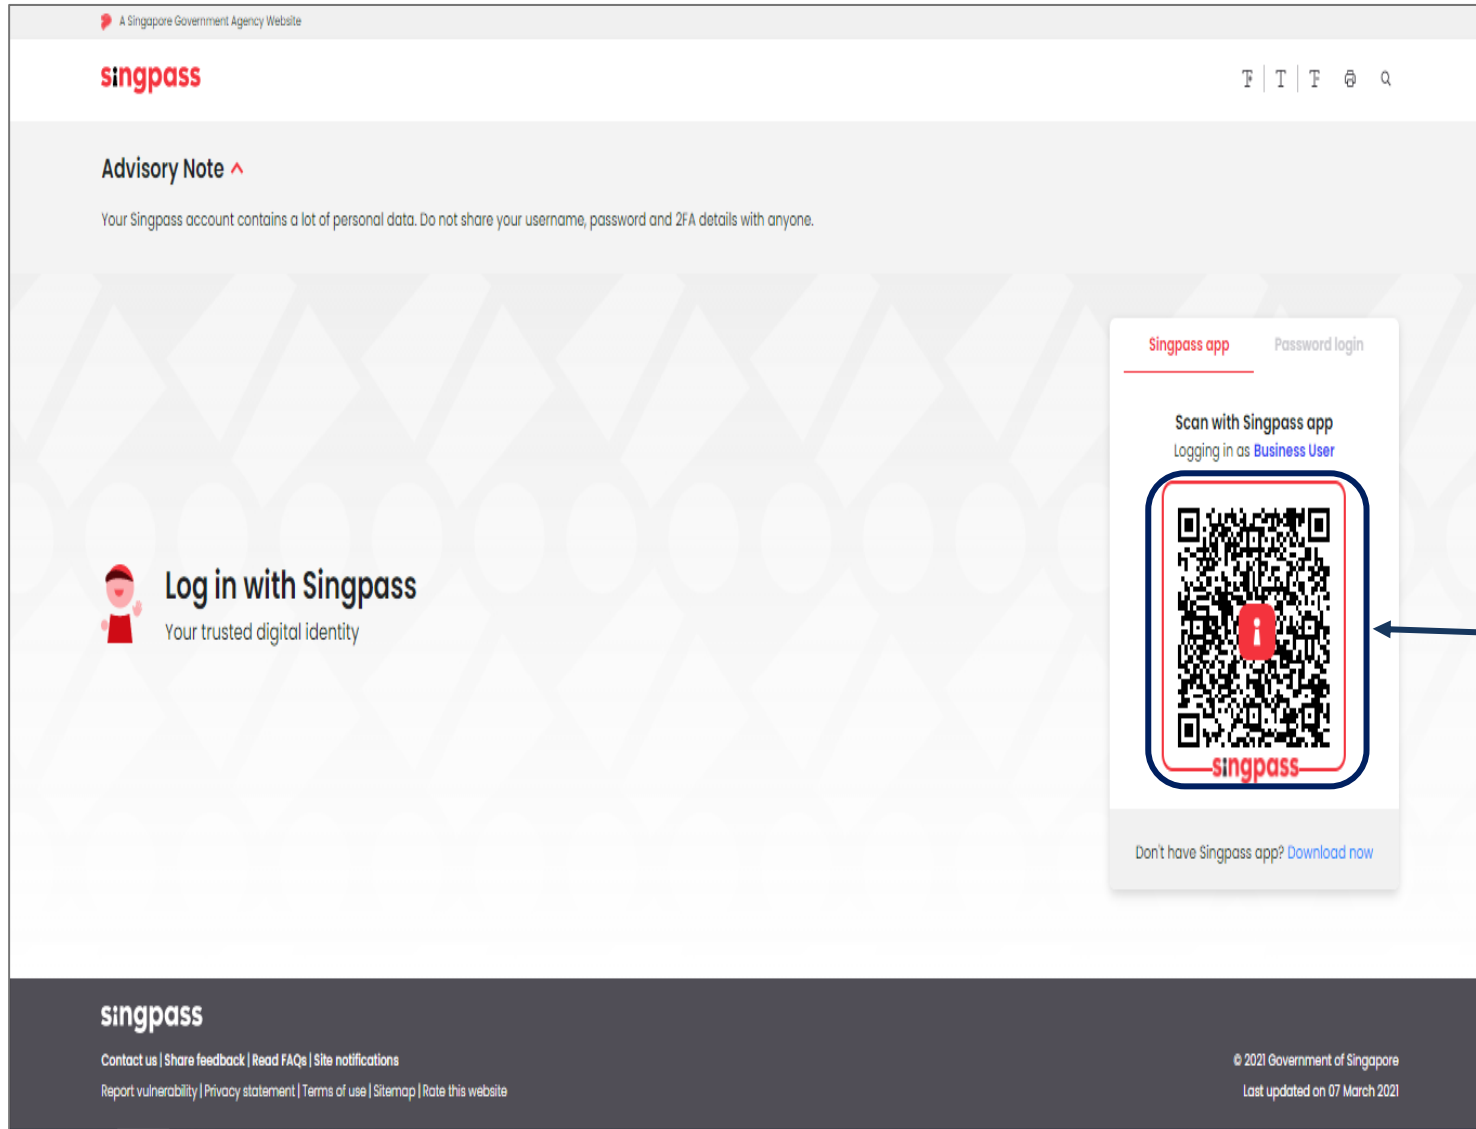 A Singapore Government Agency Website
singpass
Advisory Note
Your Singpass account contains a lot of personal data. Do not share your username, password and 2FA details with anyone.
Singpass app Password login
Scan with Singpass app
Logging in as Business User
singpass
Log in with Singpass
Your trusted digital identity
Don't have Singpass app? Download now
singpass
Contact us | Share feedback | Read FAQs | Site notifications
Report vulnerability | Privacy statement | Terms of use | Sitemap | Rate this website
© 2021 Government of Singapore
Last updated on 07 March 2021